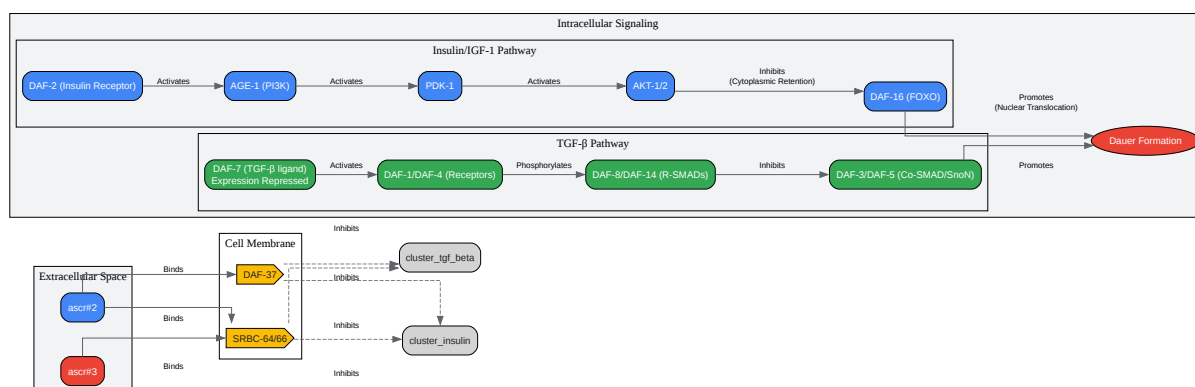 Intracellular Signaling
Insulin/IGF-1 Pathway
DAF-2 (Insulin Receptor)
Activates
AGE-1 (PI3K)
Activates
PDK-1
Activates
AKT-1/2
Inhibits
(Cytoplasmic Retention)
DAF-16 (FOXO)
Promotes
(Nuclear Translocation)
Dauer Formation
TGF-β Pathway
DAF-7 (TGF-β ligand)
Expression Repressed
Activates
DAF-1/DAF-4 (Receptors)
Phosphorylates
DAF-8/DAF-14 (R-SMADs)
Inhibits
DAF-3/DAF-5 (Co-SMAD/SnoN)
Promotes
Inhibits
Cell Membrane
cluster_tgf_beta
Extracellular Space
Binds
DAF-37
Inhibits
ascr#2
Binds
SRBC-64/66
Inhibits
cluster_insulin
ascr#3
Binds
Inhibits